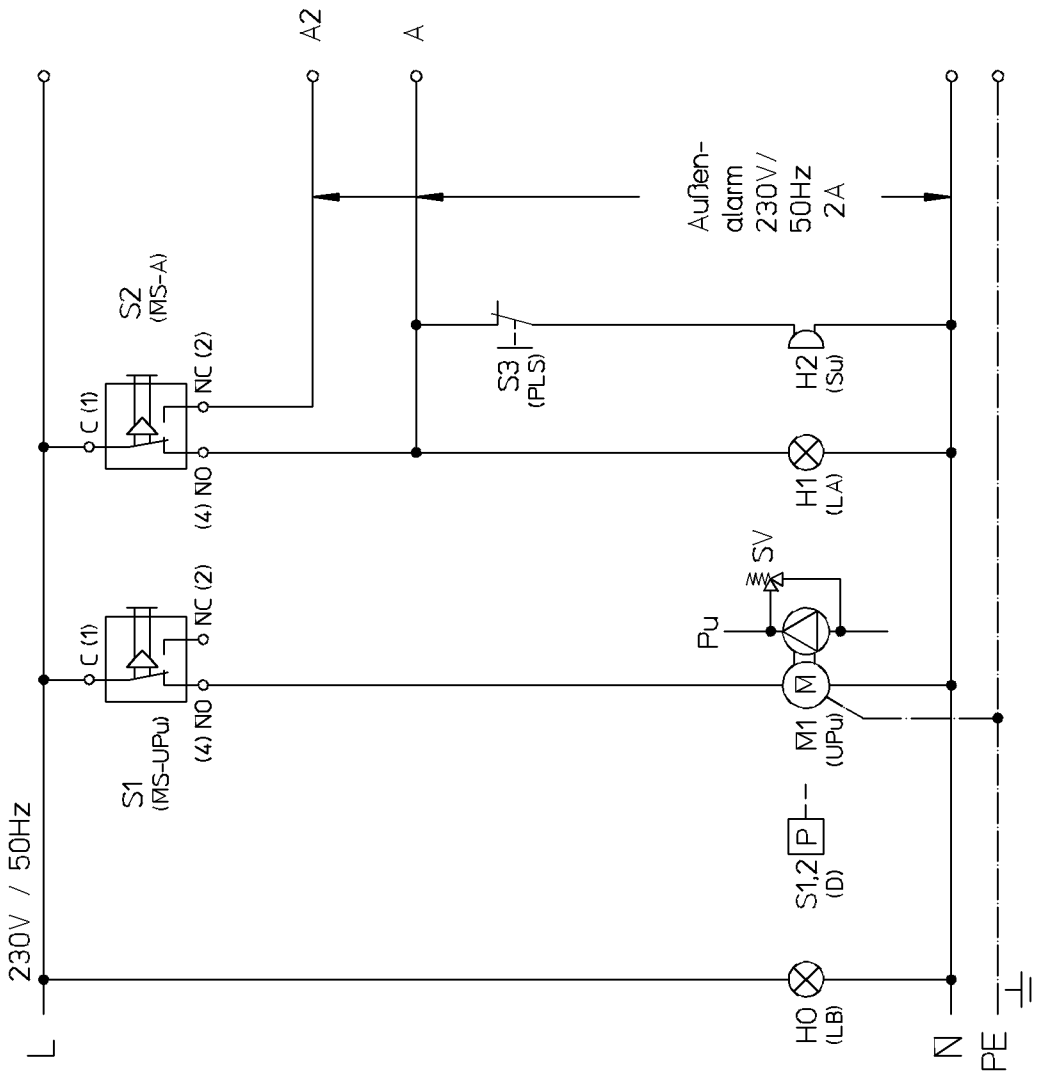 230V / 50Hz
L
S1
(MS-UPu)
C (1)
(4) NO
NC (2)
S2
(MS-A)
C (1)
(4) NO
NC (2)
A2
A
Außen-
alarm
230V/
50Hz
2A
S3
(PLS)
H0
(LB)
S1,2
(D)
P
M1
(UPu)
M
Pu
SV
H1
(LA)
H2
(Su)
N
PE